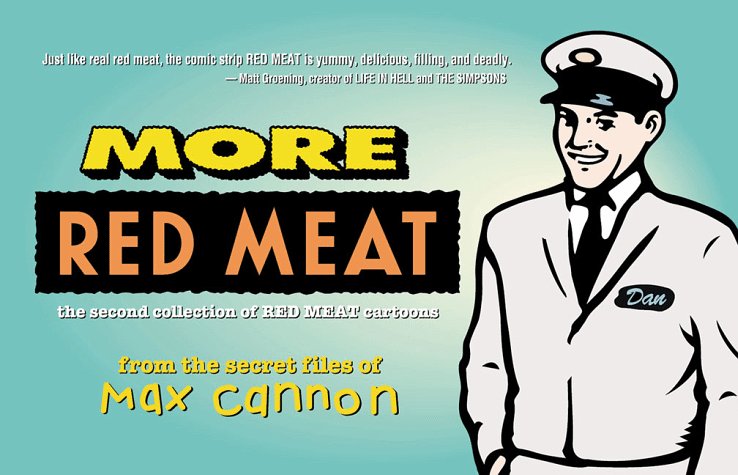 Just like real red meat, the comic strip RED MEAT is yummy, delicious, filling, and deadly.
— Matt Groening, creator of LIFE IN HELL and THE SIMPSONS
MORE
RED MEAT
the second collection of RED MEAT cartoons
from the secret files of
Max Cannon
Dan